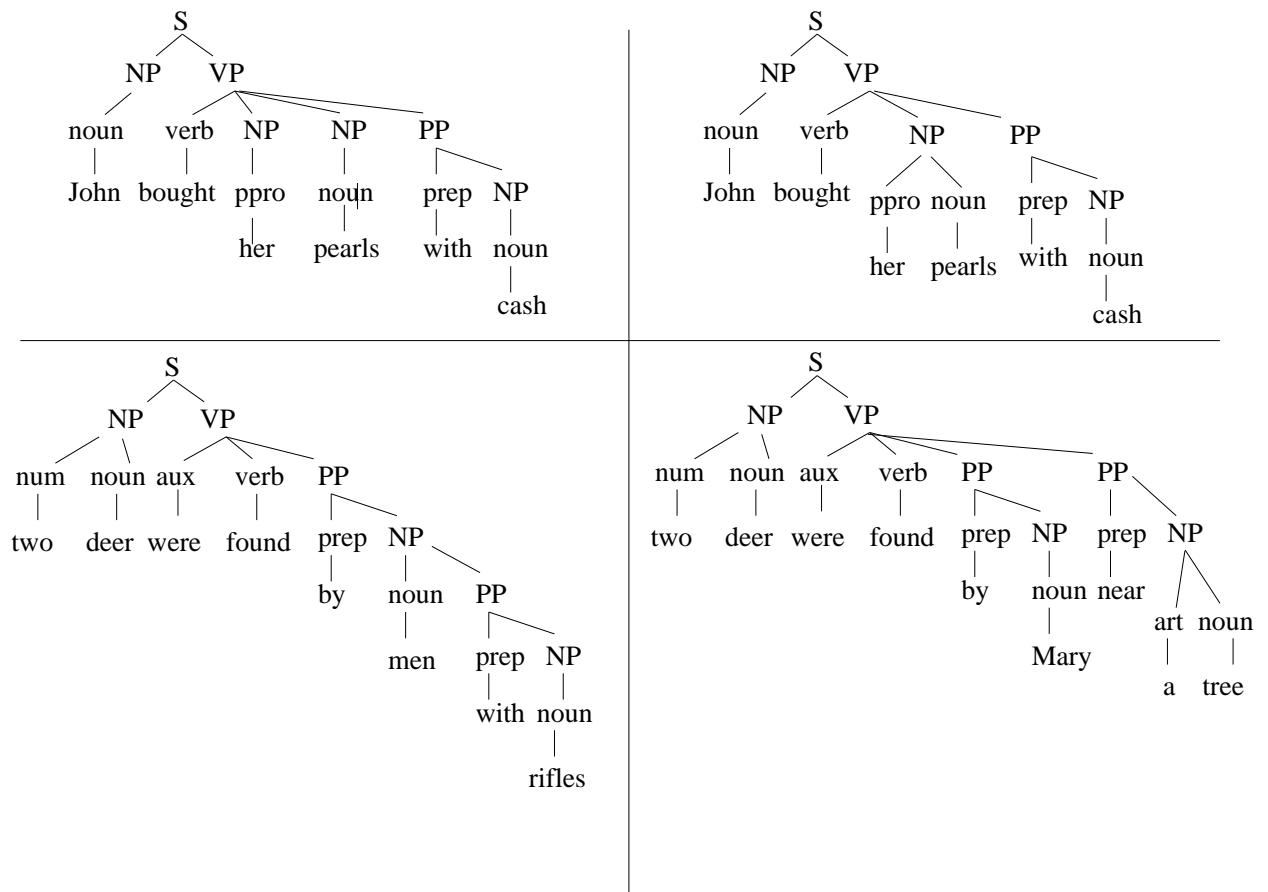 S
NP VP
noun verb NP NP PP
John bought ppro noun prep NP
her pearls with noun
cash
S
NP VP
noun verb NP PP
John bought ppro noun prep NP
her pearls with noun
cash
S
NP VP
num noun aux verb PP
two deer were found prep NP
by noun PP
men prep NP
with noun
rifles
S
NP VP
num noun aux verb PP PP
two deer were found prep NP prep NP
by noun near art noun
Mary a tree